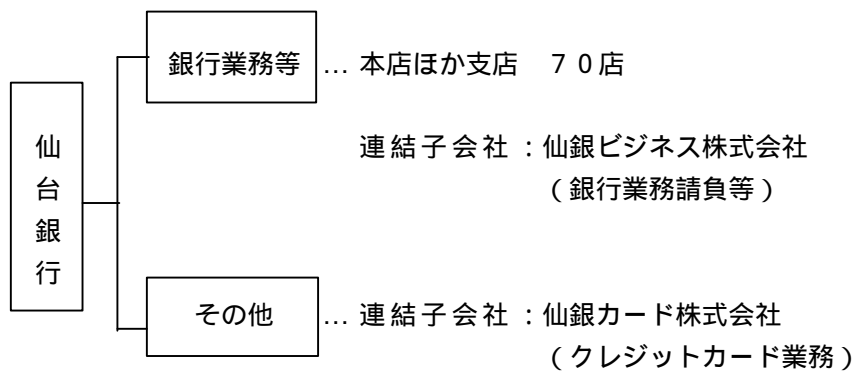 銀行業務等 … 本店ほか支店　７０店
仙台銀行
連結子会社：仙銀ビジネス株式会社
（銀行業務請負等）
その他 … 連結子会社：仙銀カード株式会社
（クレジットカード業務）